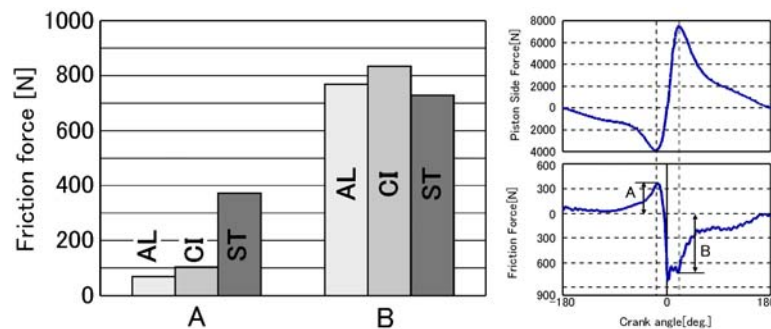 Friction force [N]
1000
800
600
400
200
0
AL
CI
ST
AL
CI
ST
A
B
Piston Side Force[N]
8000
6000
4000
2000
0
2000
4000
Friction Force[N]
300
0
300
600
900
A
B
-180
0
180
Crank angle[deg.]